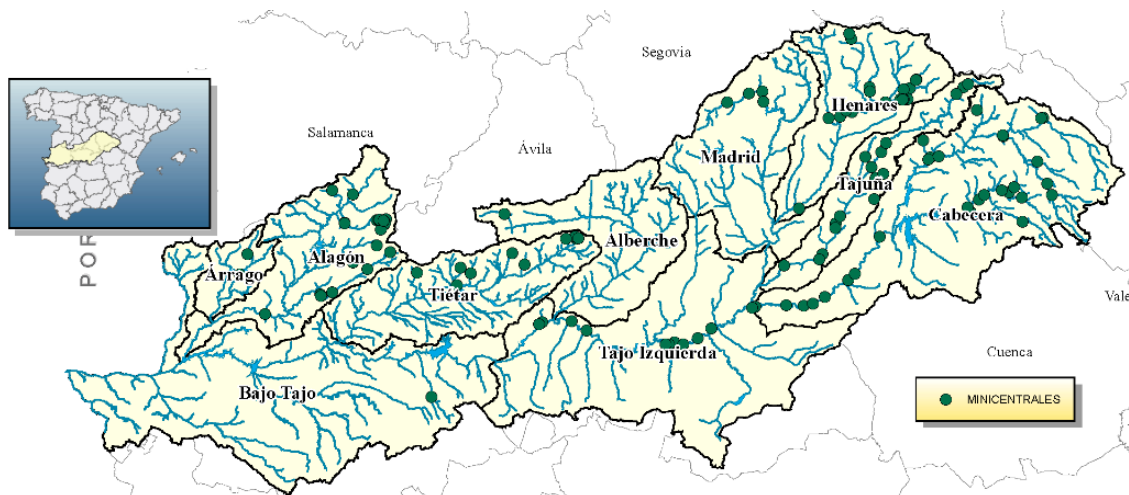 Segovia
Ávila
Salamanca
Henares
Madrid
Tajuña
Cabecera
Alberche
Arrago
Alagón
Tiétar
POR
Vale
Tajo Izquierda
Cuenca
Bajo Tajo
MINICENTRALES